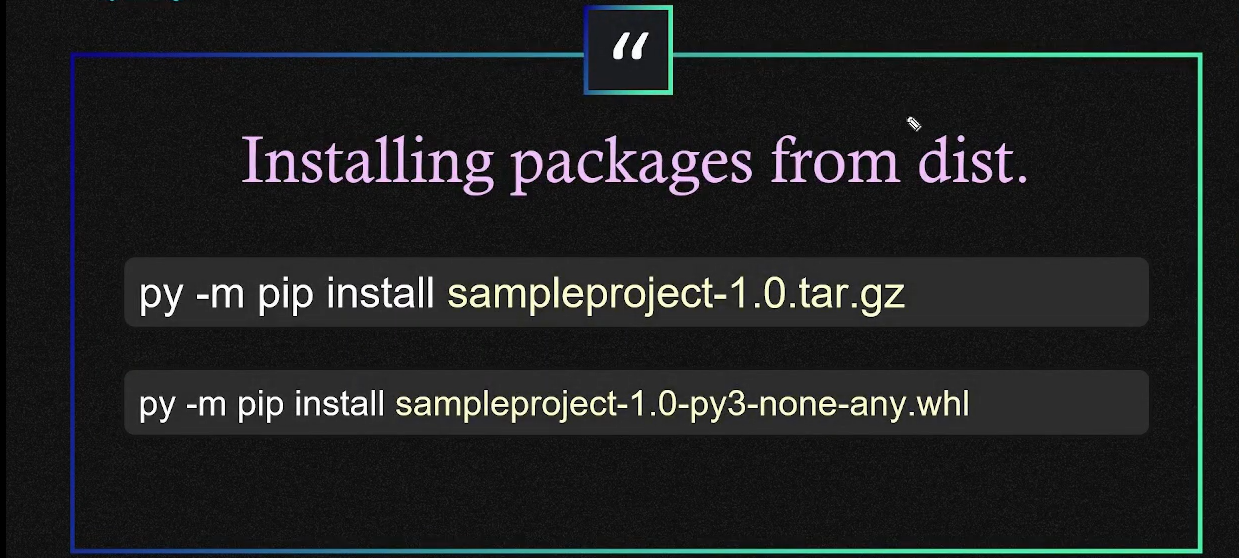 “
Installing packages from dist.
py -m pip install sampleproject-1.0.tar.gz
py -m pip install sampleproject-1.0-py3-none-any.whl